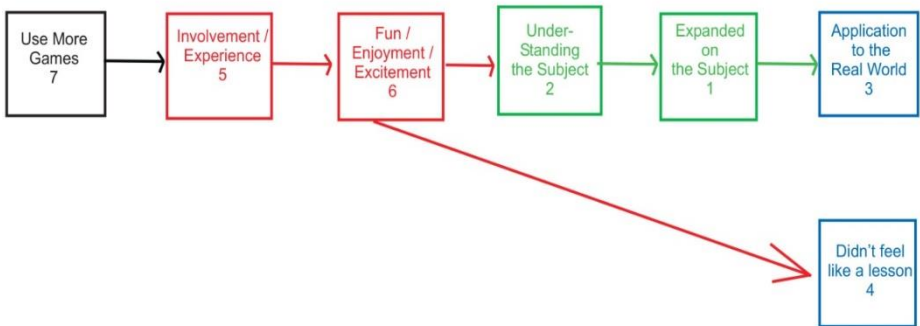 Use More
Games
7
Involvement /
Experience
5
Fun /
Enjoyment /
Excitement
6
Under-
Standing
the Subject
2
Expanded
on
the Subject
1
Application
to the
Real World
3
Didn't feel
like a lesson
4